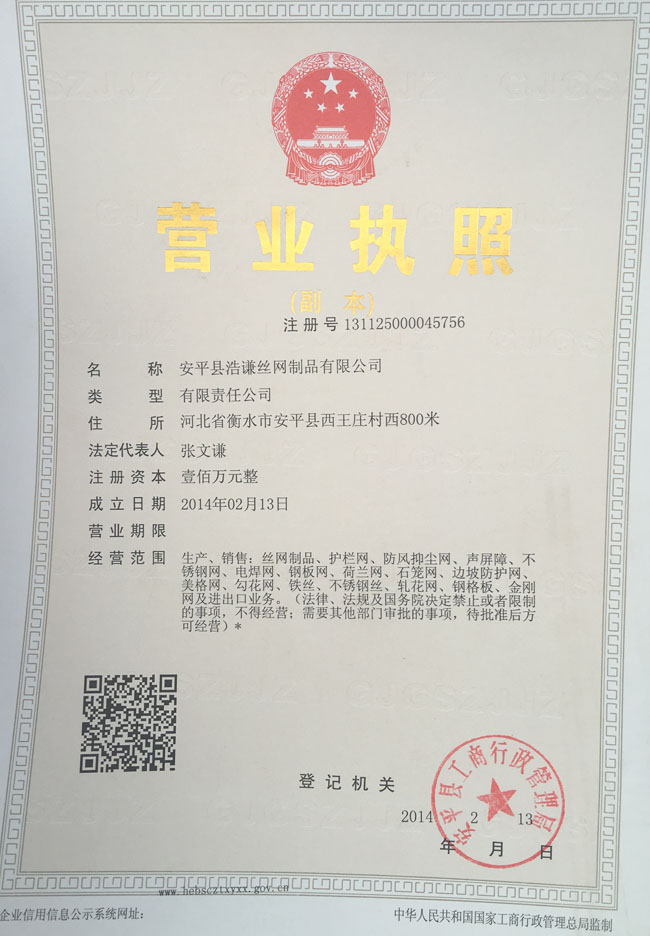 营业执照
(副 本)
注册号 131125000045756
名 称 安平县浩谦丝网制品有限公司
类 型 有限责任公司
住 所 河北省衡水市安平县西王庄村西800米
法定代表人 张文谦
注册资本 壹佰万元整
成立日期 2014年02月13日
营业期限
经营范围 生产、销售：丝网制品、护栏网、防风抑尘网、声屏障、不
锈钢网、电焊网、钢板网、荷兰网、石笼网、边坡防护网、
美格网、勾花网、铁丝、不锈钢丝、轧花网、钢格板、金刚
网及进出口业务。（法律、法规及国务院决定禁止或者限制
的事项，不得经营；需要其他部门审批的事项，待批准后方
可经营）*
登记机关
安平县工商行政管理局
2014 2 13
年 月 日
www.hebscztxyxx.gov.cn
企业信用信息公示系统网址：
中华人民共和国国家工商行政管理总局监制